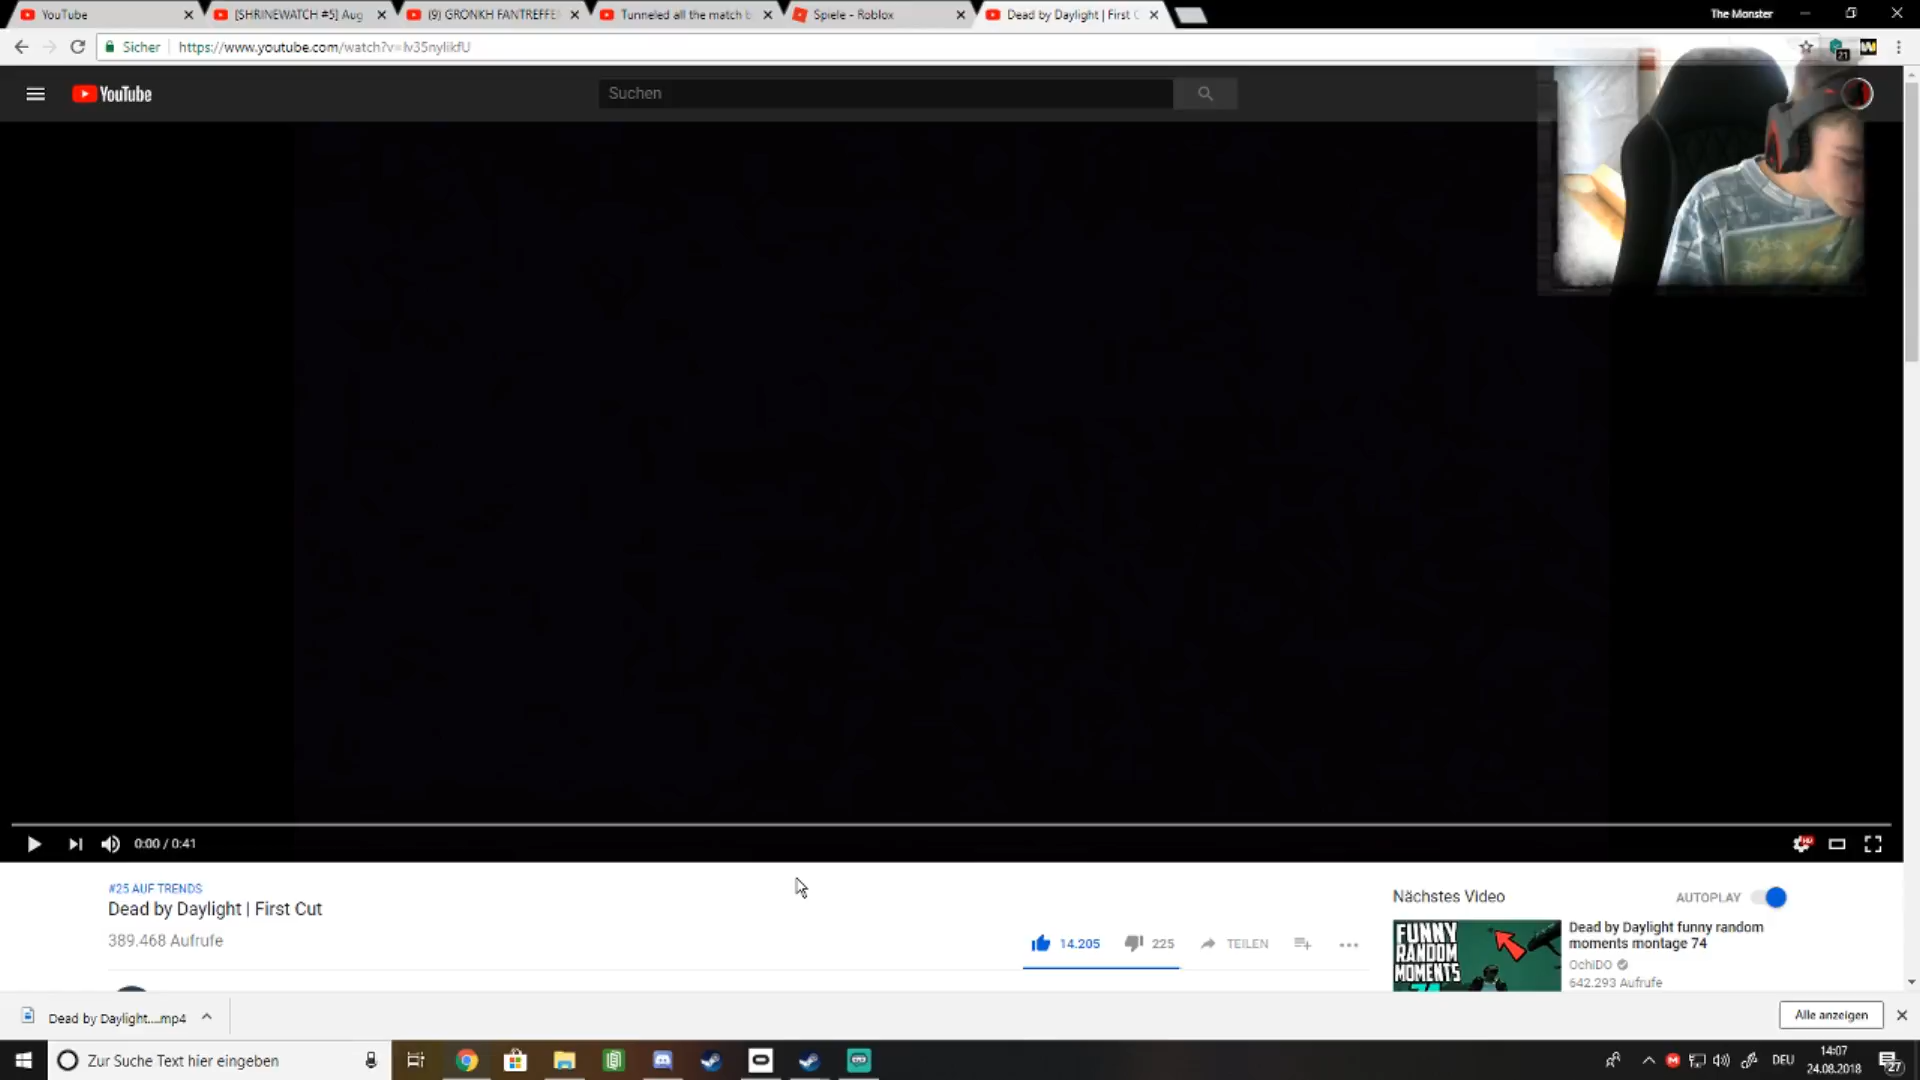 YouTube
[SHRINEWATCH #5] Aug
(9) GRONKH FANTREFFE
Tunneled all the match b
Spiele - Roblox
Dead by Daylight | First C
The Monster
Sicher
https://www.youtube.com/watch?v=lv35nylikfU
21
YouTube
Suchen
0:00 / 0:41
HD
#25 AUF TRENDS
Dead by Daylight | First Cut
389.468 Aufrufe
14.205
225
TEILEN
Nächstes Video
AUTOPLAY
FUNNY
RANDOM
MOMENTS
74
Dead by Daylight funny random
moments montage 74
OchiDO
642.293 Aufrufe
Dead by Daylight....mp4
Alle anzeigen
Zur Suche Text hier eingeben
DEU
14:07
24.08.2018
27